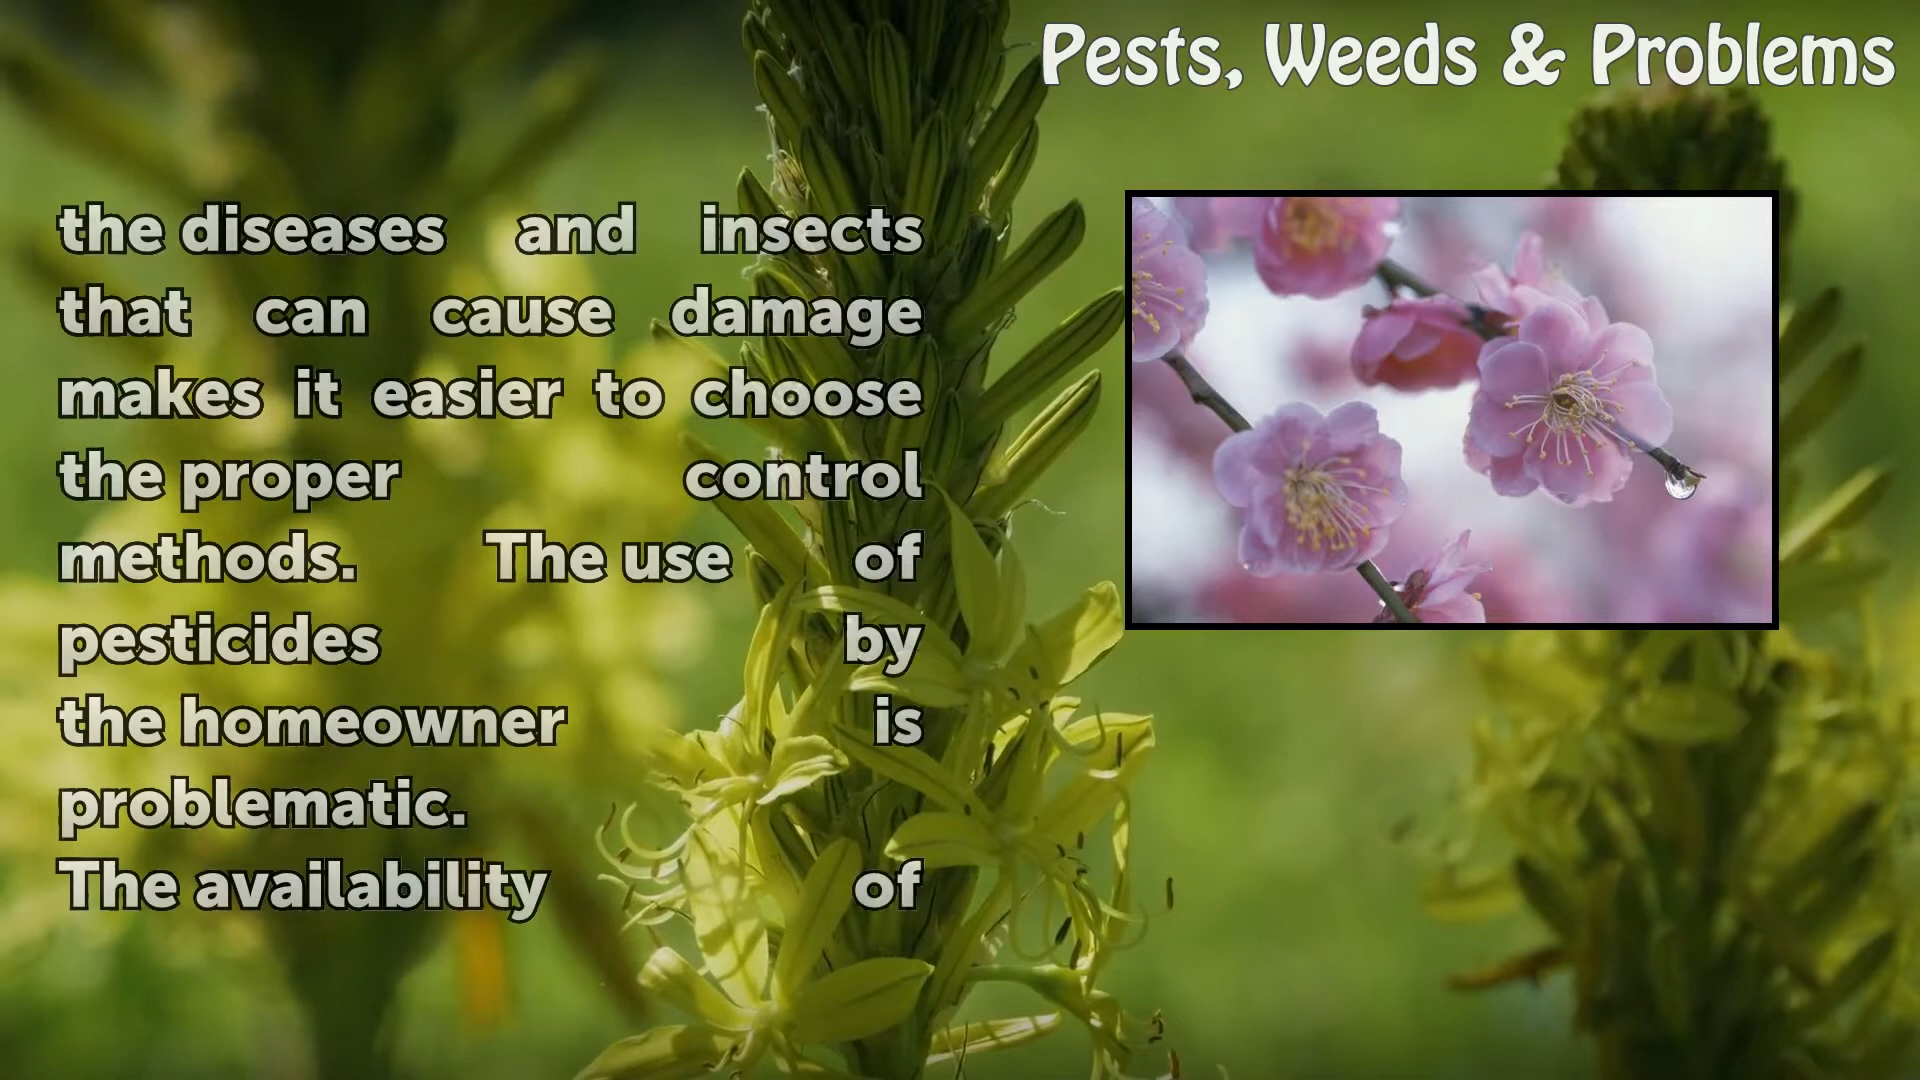 Pests, Weeds & Problems
the diseases and insects
that can cause damage
makes it easier to choose
the proper control
methods. The use of
pesticides by
the homeowner is
problematic.
The availability of